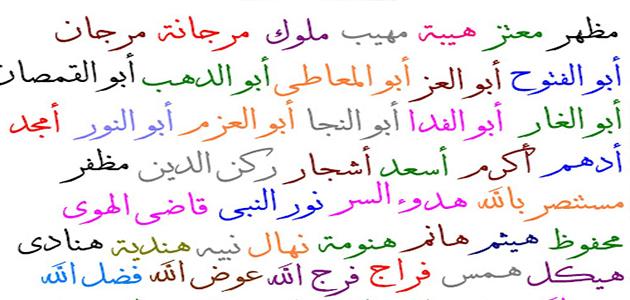 مظهر معتز هيبة مهيب ملوك مرجانة مرجان
أبو الفتوح أبو العز أبو المعاطى أبو الدهب أبو القمصان
أبو الغار أبو الفدا أبو النجا أبو العزم أبو النور أمجد
أدهم أكرم أسعد أشجار ركن الدين مظفر
مستنصر بالله هدوء السر نور النبى قاضى الهوى
محفوظ هيثم هانم هنومة نهال نبيه هندية هنادى
هيكل همس فراج فرج الله عوض الله فضل الله